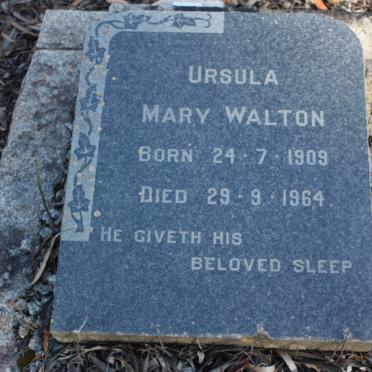 Ursula
Mary Walton
Born 24·7·1909
Died 29·9·1964.
He giveth His
beloved sleep